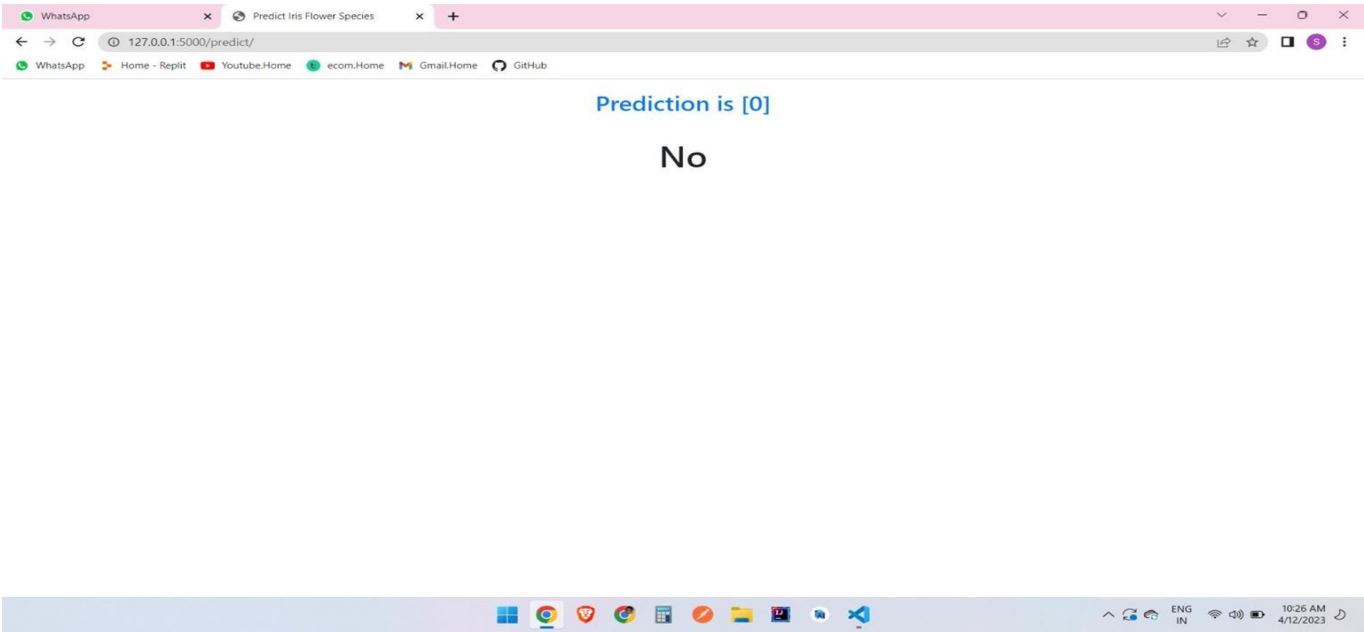 WhatsApp
Predict Iris Flower Species
127.0.0.1:5000/predict/
S
WhatsApp Home - Replit Youtube.Home ecom.Home Gmail.Home GitHub
Prediction is [0]
No
ENG
IN
10:26 AM
4/12/2023